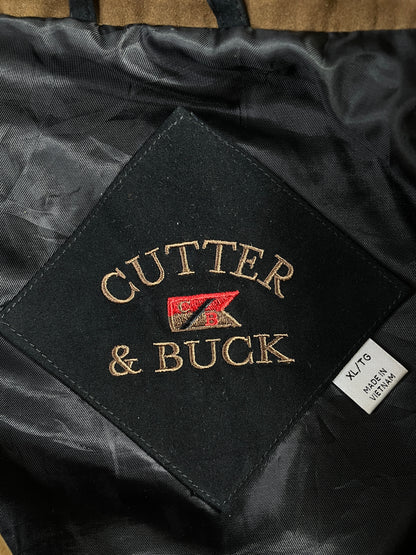 CUTTER
C
B
& BUCK
XL/TG
MADE IN
VIETNAM